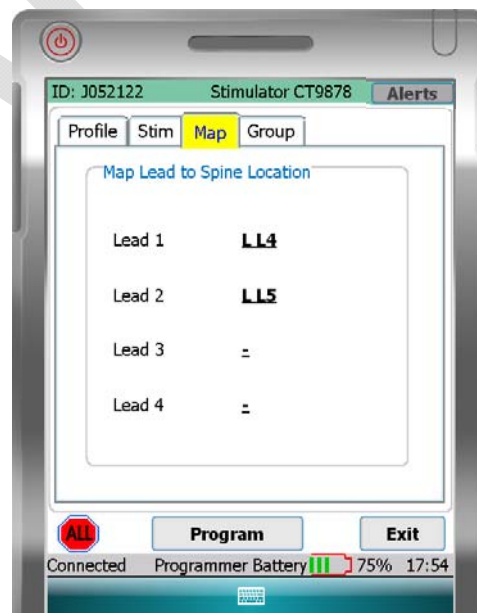 ID: J052122 Stimulator CT9878 Alerts
Profile Stim Map Group
Map Lead to Spine Location
Lead 1 L L4
Lead 2 L L5
Lead 3 -
Lead 4 -
ALL Program Exit
Connected Programmer Battery 75% 17:54